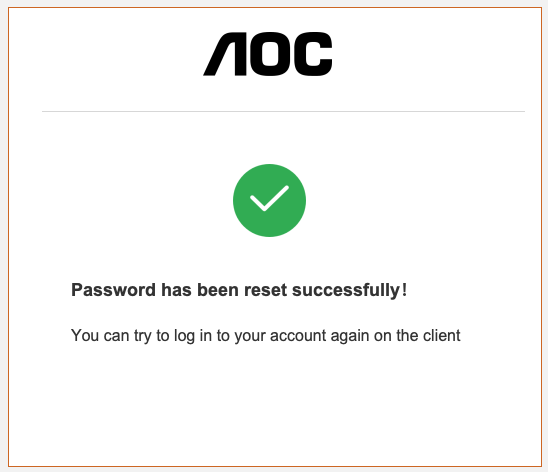 AOC
Password has been reset successfully！
You can try to log in to your account again on the client